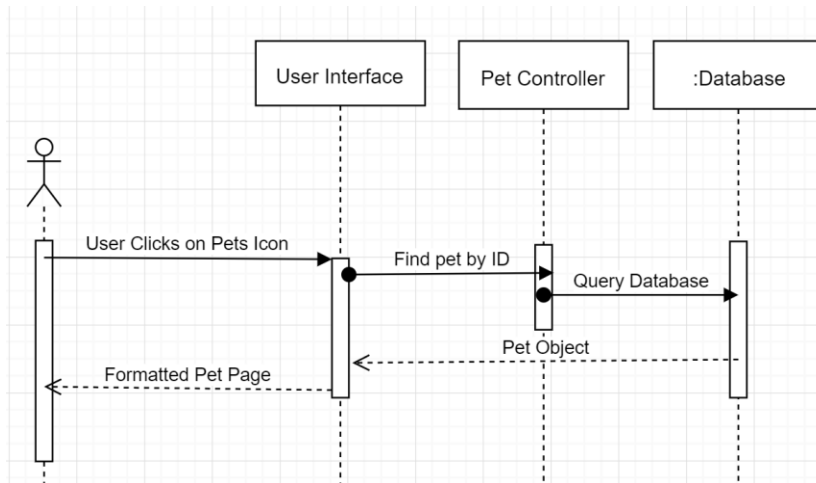 User Interface
Pet Controller
:Database
User Clicks on Pets Icon
Find pet by ID
Query Database
Pet Object
Formatted Pet Page